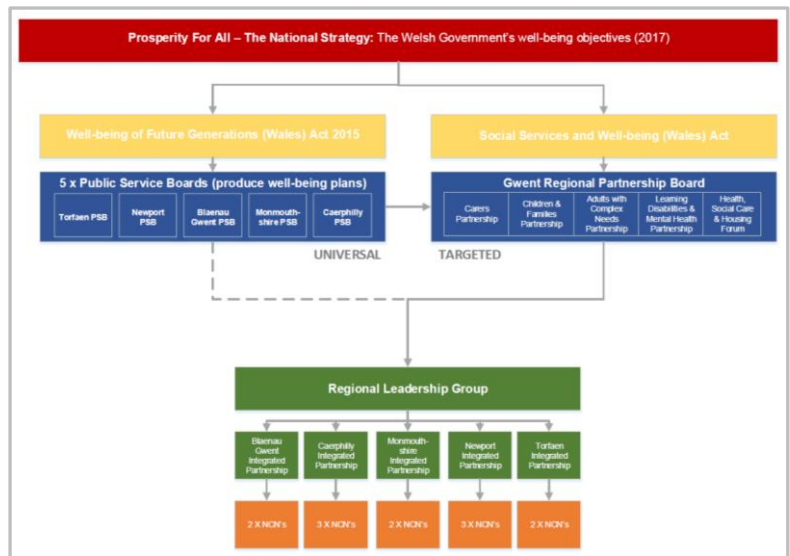 Prosperity For All – The National Strategy: The Welsh Government's well-being objectives (2017)
Well-being of Future Generations (Wales) Act 2015
Social Services and Well-being (Wales) Act
5 x Public Service Boards (produce well-being plans)
Torfaen PSB
Newport
PSB
Blaenau
Gwent PSB
Monmouth-
shire PSB
Caerphilly
PSB
Gwent Regional Partnership Board
Carers
Partnership
Children &
Families
Partnership
Adults with
Complex
Needs
Partnership
Learning
Disabilities &
Mental Health
Partnership
Health,
Social Care
& Housing
Forum
UNIVERSAL
TARGETED
Regional Leadership Group
Blaenau
Gwent
Integrated
Partnership
Caerphilly
Integrated
Partnership
Monmouth-
shire
Integrated
Partnership
Newport
Integrated
Partnership
Torfaen
Integrated
Partnership
2 X NCN's
3 X NCN's
2 X NCN's
3 X NCN's
2 X NCN's